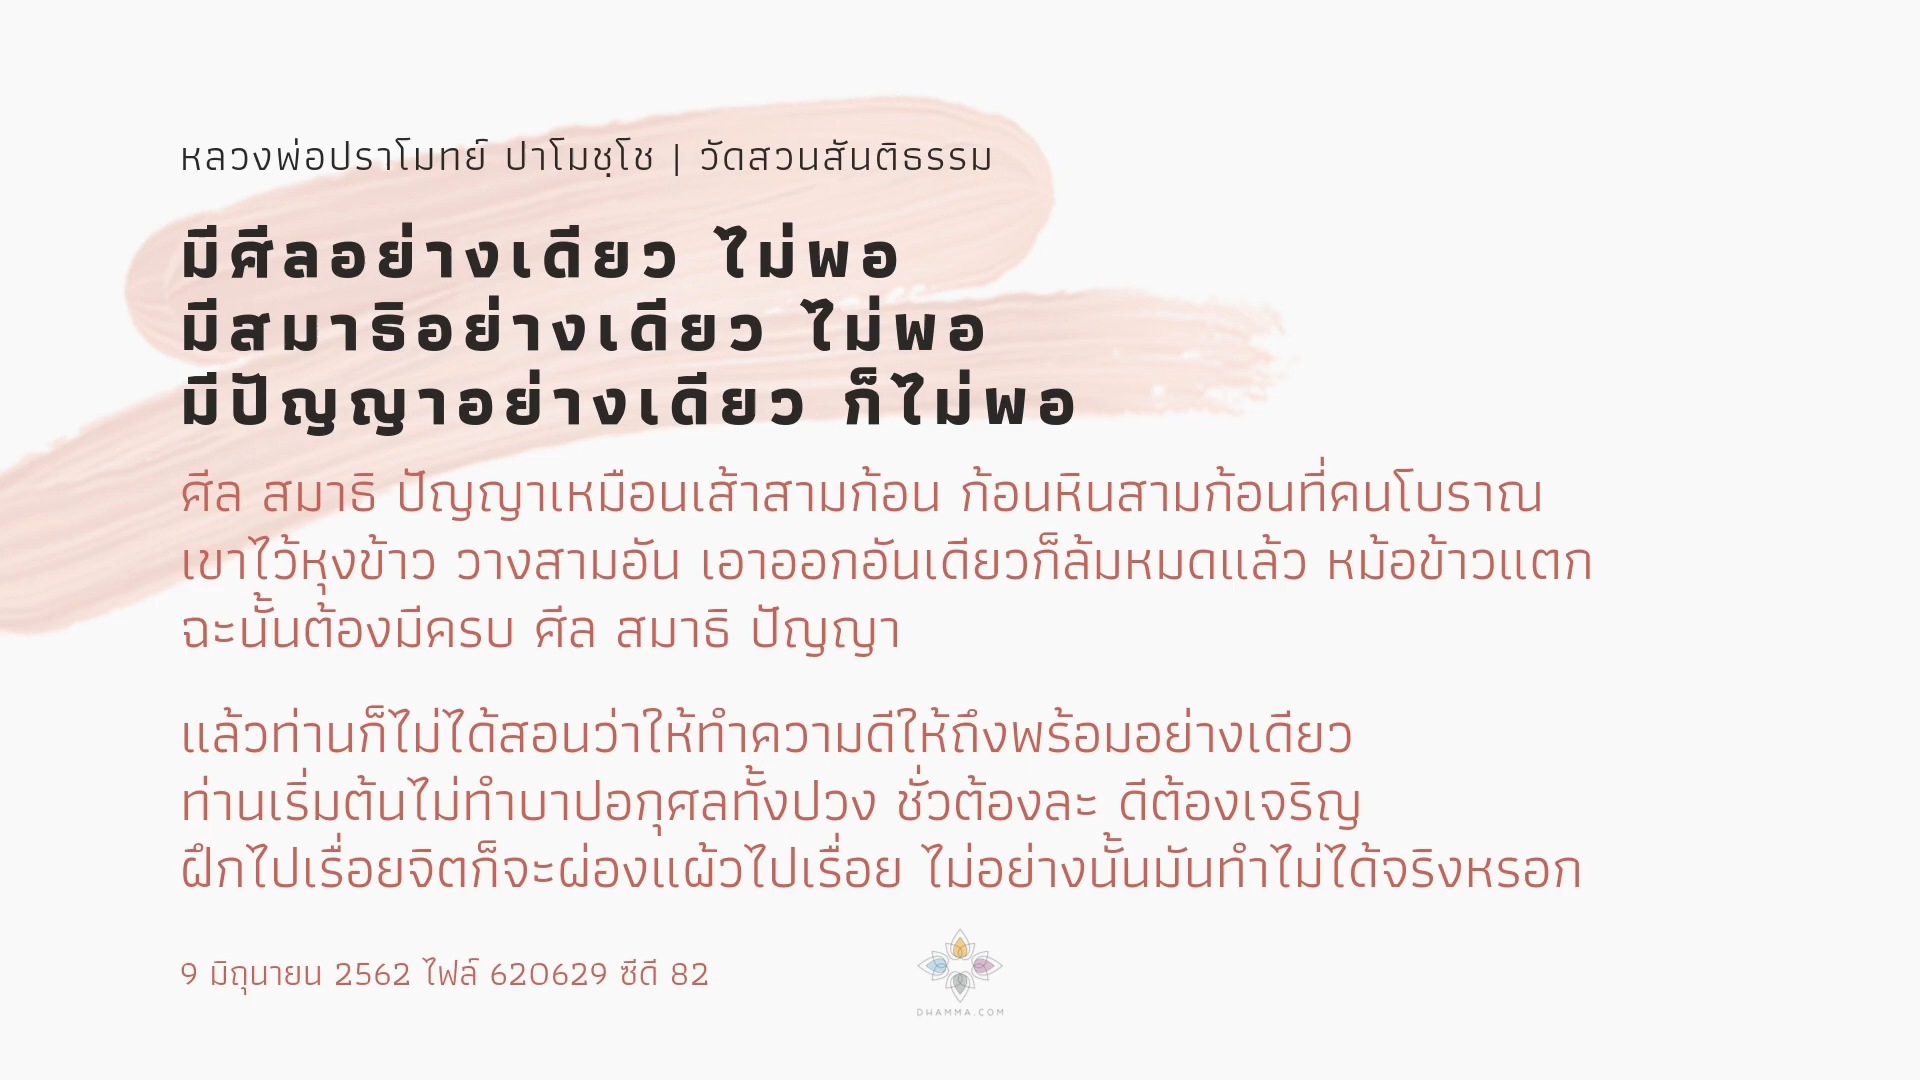 หลวงพ่อปราโมทย์ ปาโมชฺโช | วัดสวนสันติธรรม
มีศีลอย่างเดียว ไม่พอ
มีสมาธิอย่างเดียว ไม่พอ
มีปัญญาอย่างเดียว ก็ไม่พอ
ศีล สมาธิ ปัญญาเหมือนเส้าสามก้อน ก้อนหินสามก้อนที่คนโบราณ
เขาไว้หุงข้าว วางสามอัน เอาออกอันเดียวก็ล้มหมดแล้ว หม้อข้าวแตก
ฉะนั้นต้องมีครบ ศีล สมาธิ ปัญญา
แล้วท่านก็ไม่ได้สอนว่าให้ทำความดีให้ถึงพร้อมอย่างเดียว
ท่านเริ่มต้นไม่ทำบาปอกุศลทั้งปวง ชั่วต้องละ ดีต้องเจริญ
ฝึกไปเรื่อยจิตก็จะผ่องแผ้วไปเรื่อย ไม่อย่างนั้นมันทำไม่ได้จริงหรอก
9 มิถุนายน 2562 ไฟล์ 620629 ซีดี 82
DHAMMA.COM